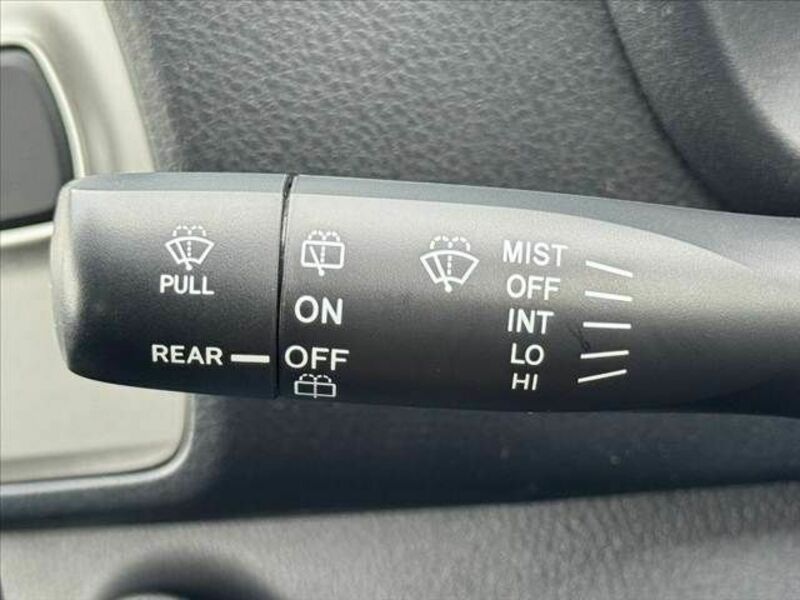 PULL
REAR
ON
OFF
MIST
OFF
INT
LO
HI